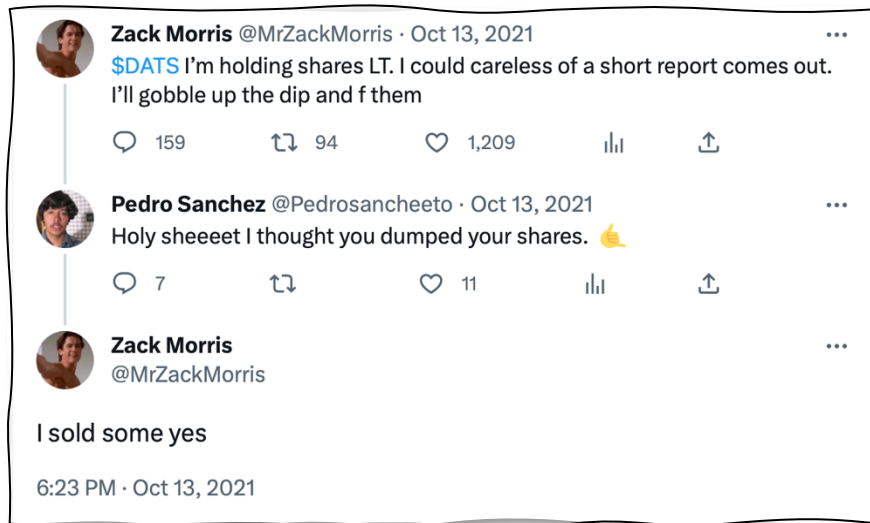 Zack Morris @MrZackMorris · Oct 13, 2021
$DATS I’m holding shares LT. I could careless of a short report comes out.
I’ll gobble up the dip and f them
159 94 1,209
Pedro Sanchez @Pedrosancheeto · Oct 13, 2021
Holy sheeeet I thought you dumped your shares. 🤙
7 11
Zack Morris
@MrZackMorris
I sold some yes
6:23 PM · Oct 13, 2021